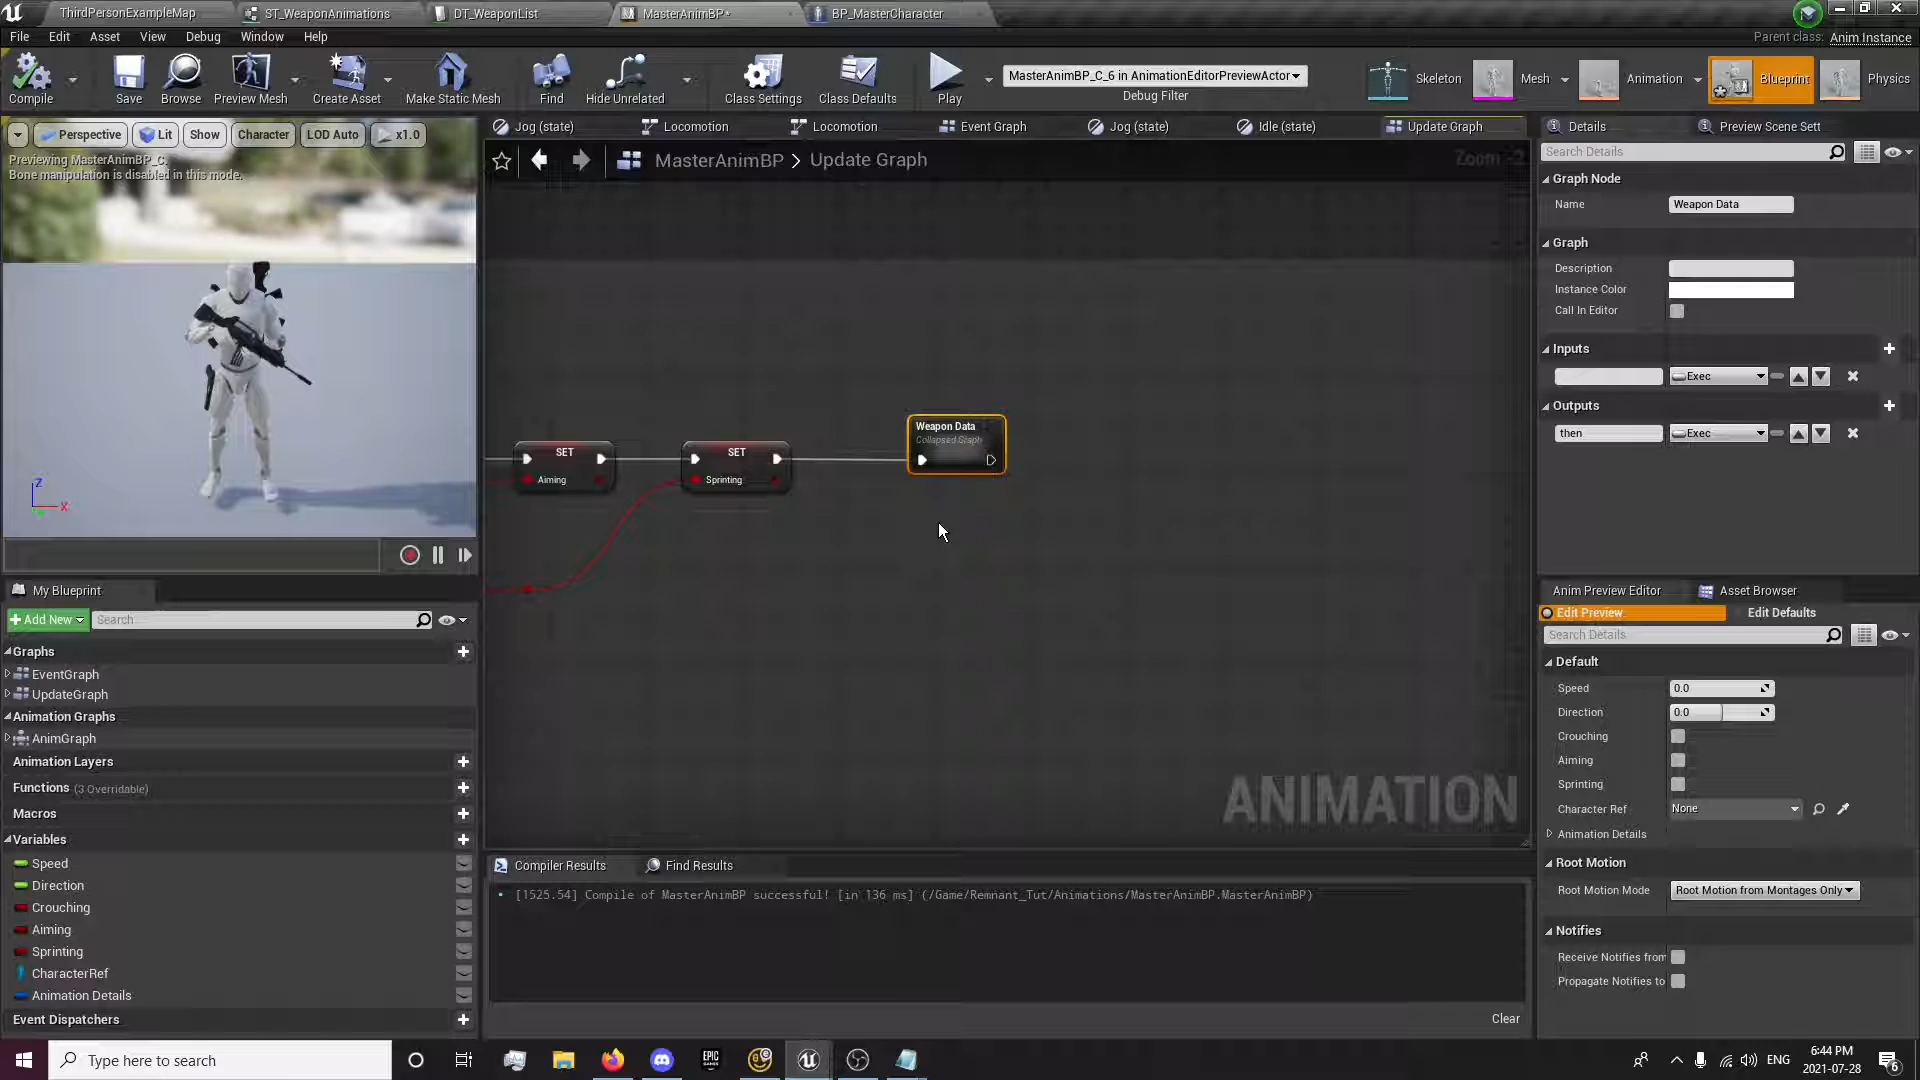 ThirdPersonExampleMap
ST_WeaponAnimations
DT_WeaponList
MasterAnimBP*
BP_MasterCharacter
File Edit Asset View Debug Window Help
Parent class: Anim Instance
Compile
Save
Browse
Preview Mesh
Create Asset
Make Static Mesh
Find
Hide Unrelated
Class Settings
Class Defaults
Play
MasterAnimBP_C_6 in AnimationEditorPreviewActor
Debug Filter
Skeleton
Mesh
Animation
Blueprint
Physics
Perspective
Lit
Show
Character
LOD Auto
x1.0
Previewing MasterAnimBP_C.
Bone manipulation is disabled in this mode.
Z
X
Jog (state)
Locomotion
Locomotion
Event Graph
Jog (state)
Idle (state)
Update Graph
MasterAnimBP > Update Graph
Zoom -2
SET
Aiming
SET
Sprinting
Weapon Data
Collapsed Graph
ANIMATION
Details
Preview Scene Sett
Search Details
Graph Node
Name Weapon Data
Graph
Description
Instance Color
Call In Editor
Inputs
Exec
Outputs
then Exec
My Blueprint
Add New
Search
Graphs
EventGraph
UpdateGraph
Animation Graphs
AnimGraph
Animation Layers
Functions (3 Overridable)
Macros
Variables
Speed
Direction
Crouching
Aiming
Sprinting
CharacterRef
Animation Details
Event Dispatchers
Compiler Results
Find Results
[1525.54] Compile of MasterAnimBP successful! [in 136 ms] (/Game/Remnant_Tut/Animations/MasterAnimBP.MasterAnimBP)
Clear
Anim Preview Editor
Asset Browser
Edit Preview
Edit Defaults
Search Details
Default
Speed 0.0
Direction 0.0
Crouching
Aiming
Sprinting
Character Ref None
Animation Details
Root Motion
Root Motion Mode Root Motion from Montages Only
Notifies
Receive Notifies from
Propagate Notifies to
Type here to search
EPIC
ENG
6:44 PM
2021-07-28
6